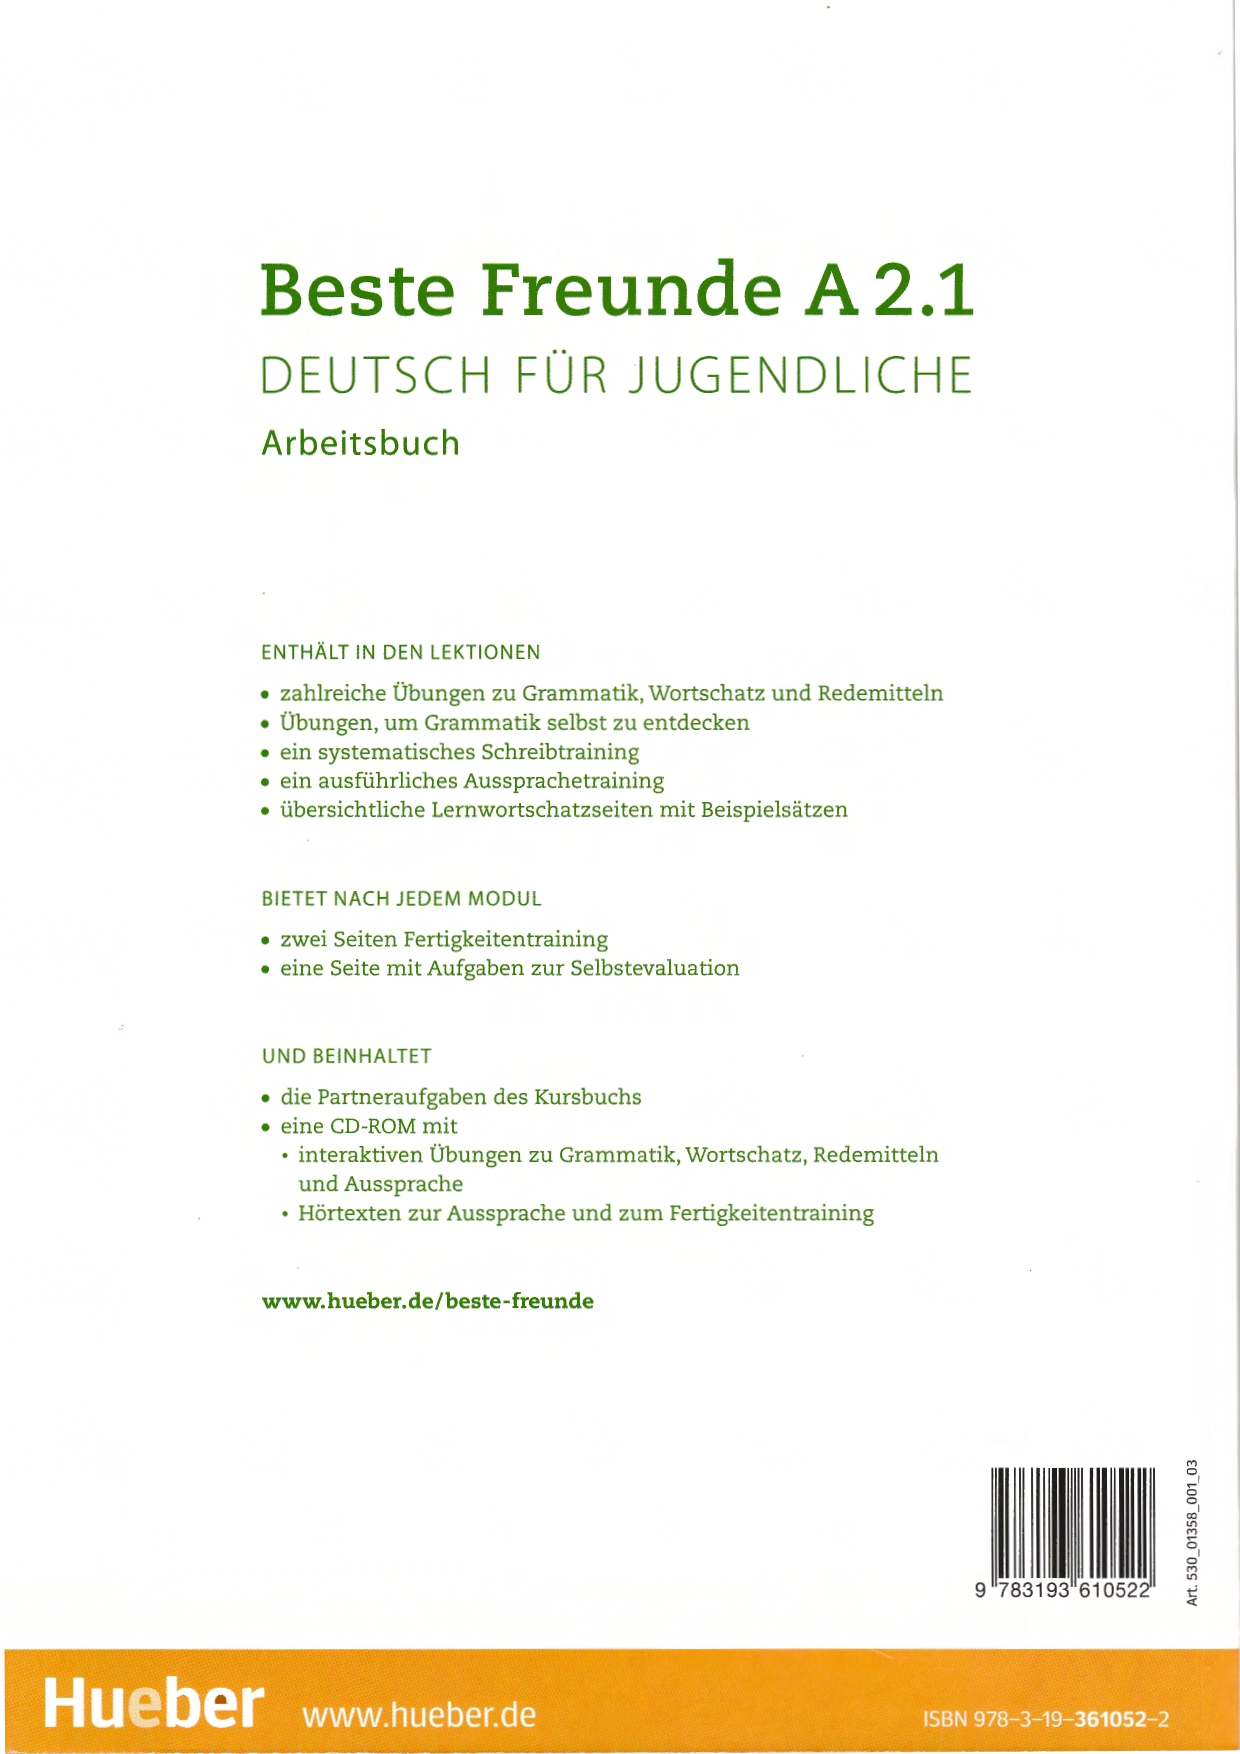 Beste Freunde A 2.1
DEUTSCH FÜR JUGENDLICHE
Arbeitsbuch
ENTHÄLT IN DEN LEKTIONEN
• zahlreiche Übungen zu Grammatik, Wortschatz und Redemitteln
• Übungen, um Grammatik selbst zu entdecken
• ein systematisches Schreibtraining
• ein ausführliches Aussprachetraining
• übersichtliche Lernwortschatzseiten mit Beispielsätzen
BIETET NACH JEDEM MODUL
• zwei Seiten Fertigkeitentraining
• eine Seite mit Aufgaben zur Selbstevaluation
UND BEINHALTET
• die Partneraufgaben des Kursbuchs
• eine CD-ROM mit
• interaktiven Übungen zu Grammatik, Wortschatz, Redemitteln
und Aussprache
• Hörtexten zur Aussprache und zum Fertigkeitentraining
www.hueber.de/beste-freunde
9 783193 610522
Art. 530_01358_001_03
Hueber www.hueber.de
ISBN 978-3-19-361052-2